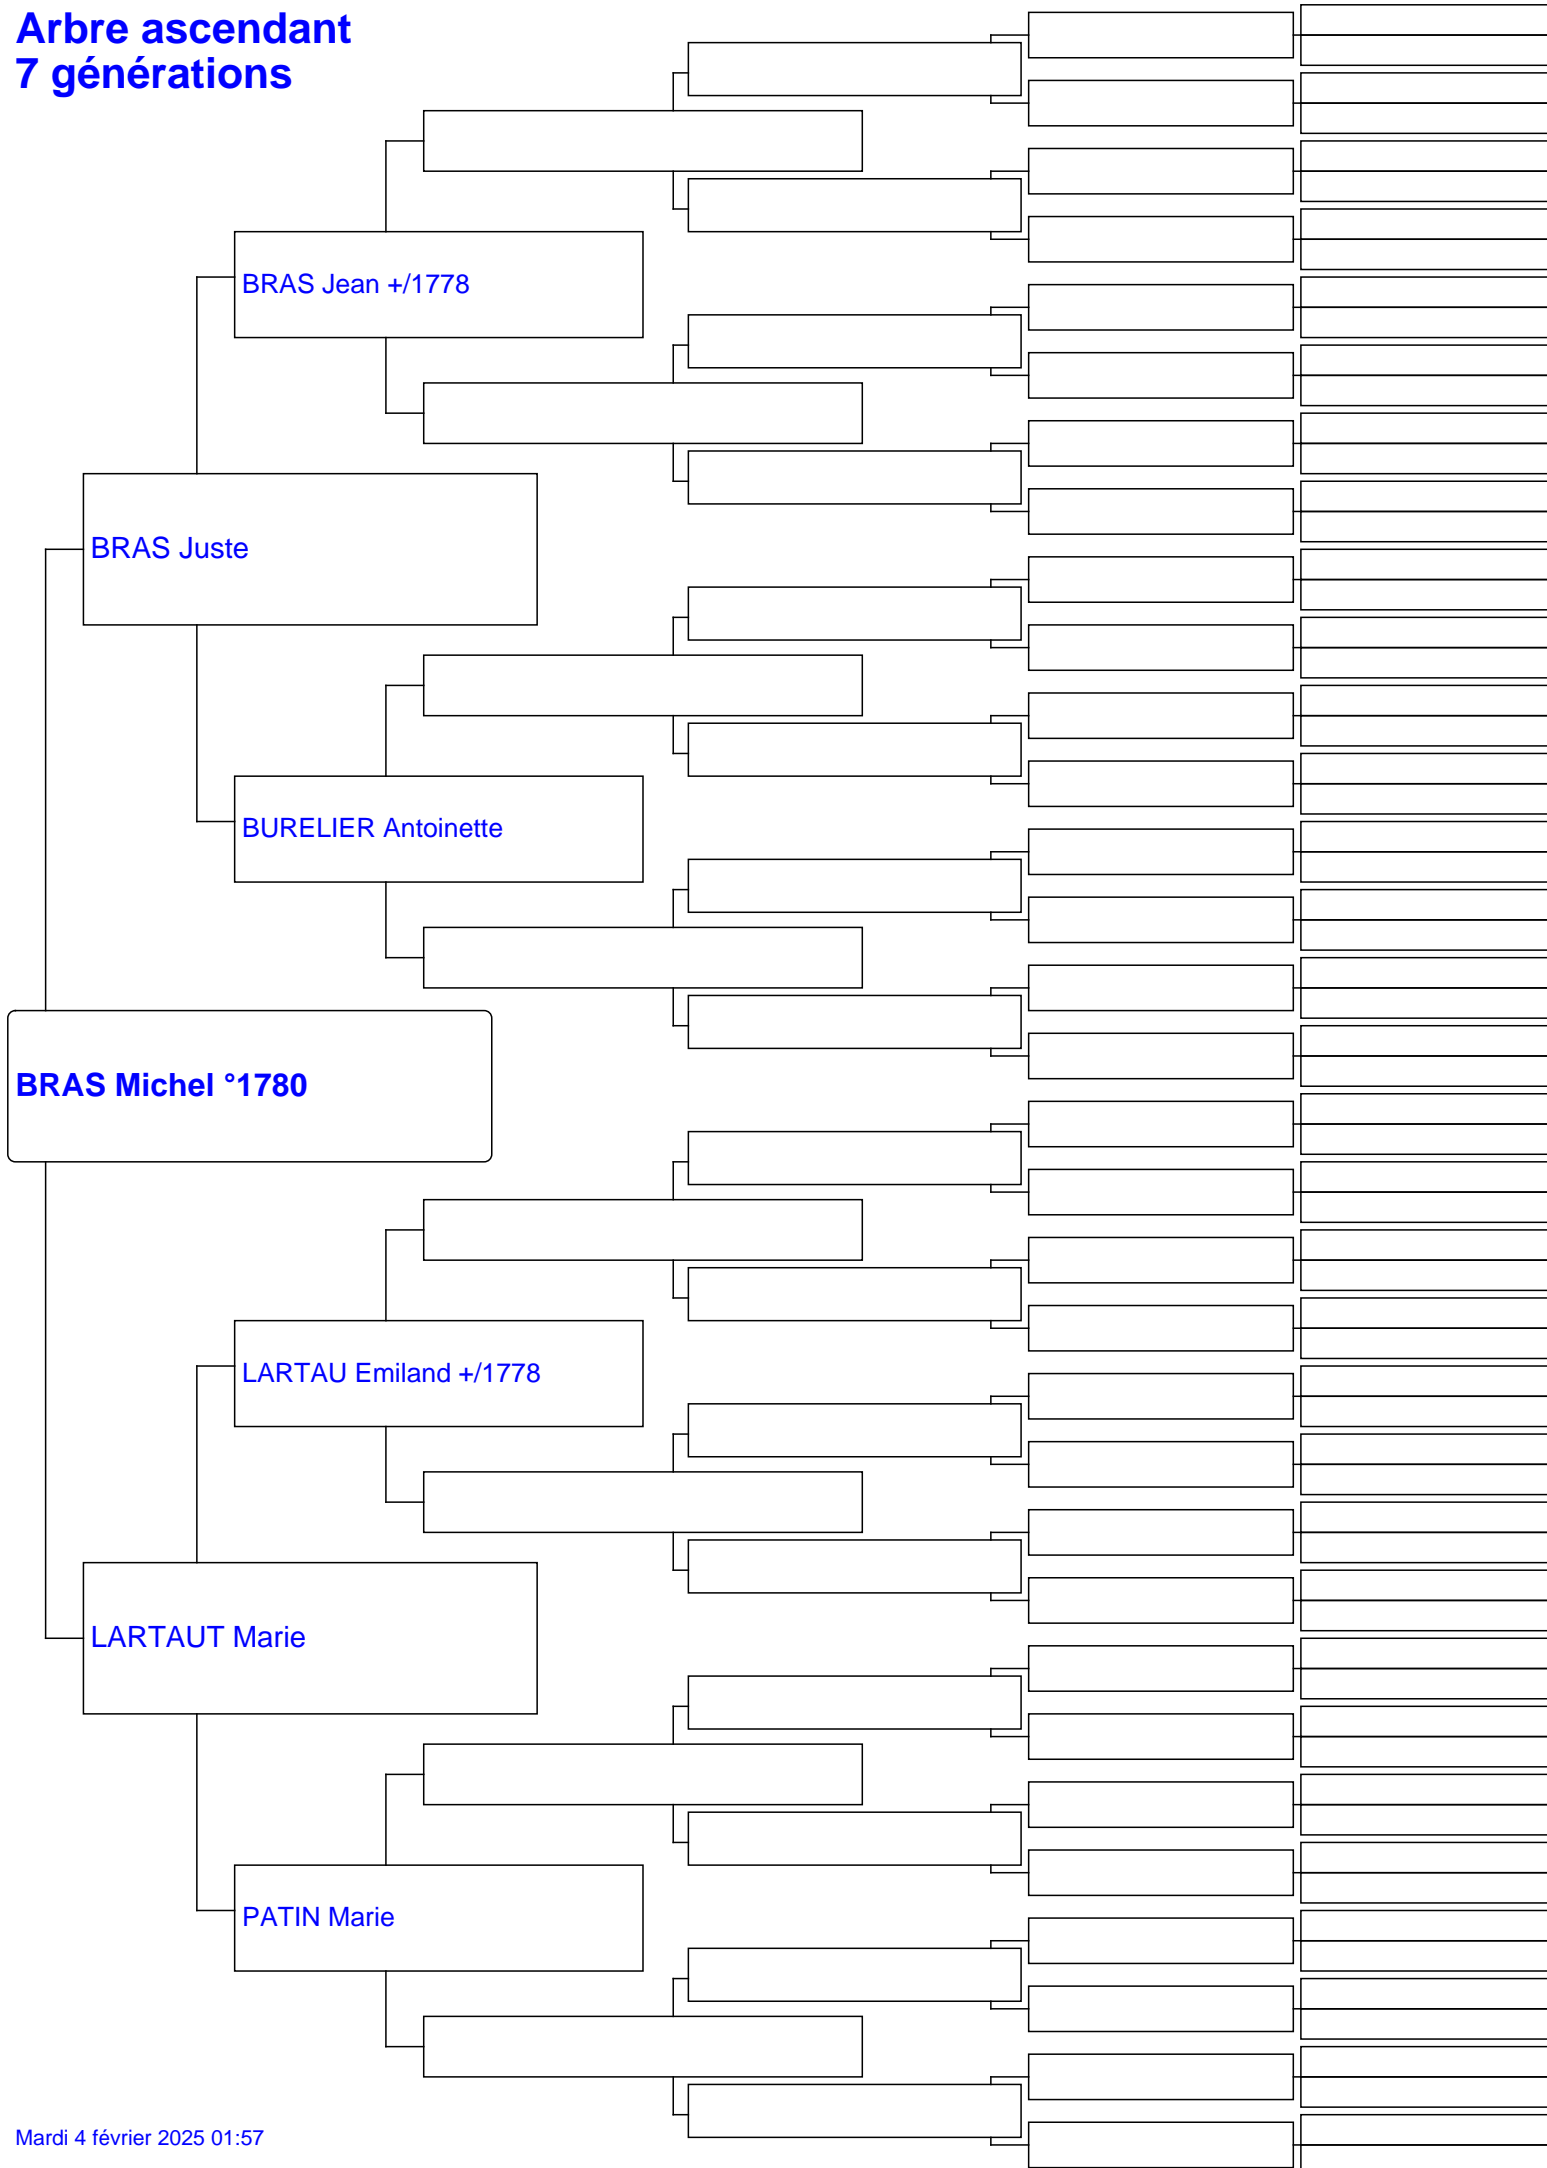 Arbre ascendant
7 générations
BRAS Jean +/1778
BRAS Juste
BURELIER Antoinette
BRAS Michel °1780
LARTAU Emiland +/1778
LARTAUT Marie
PATIN Marie
Mardi 4 février 2025 01:57